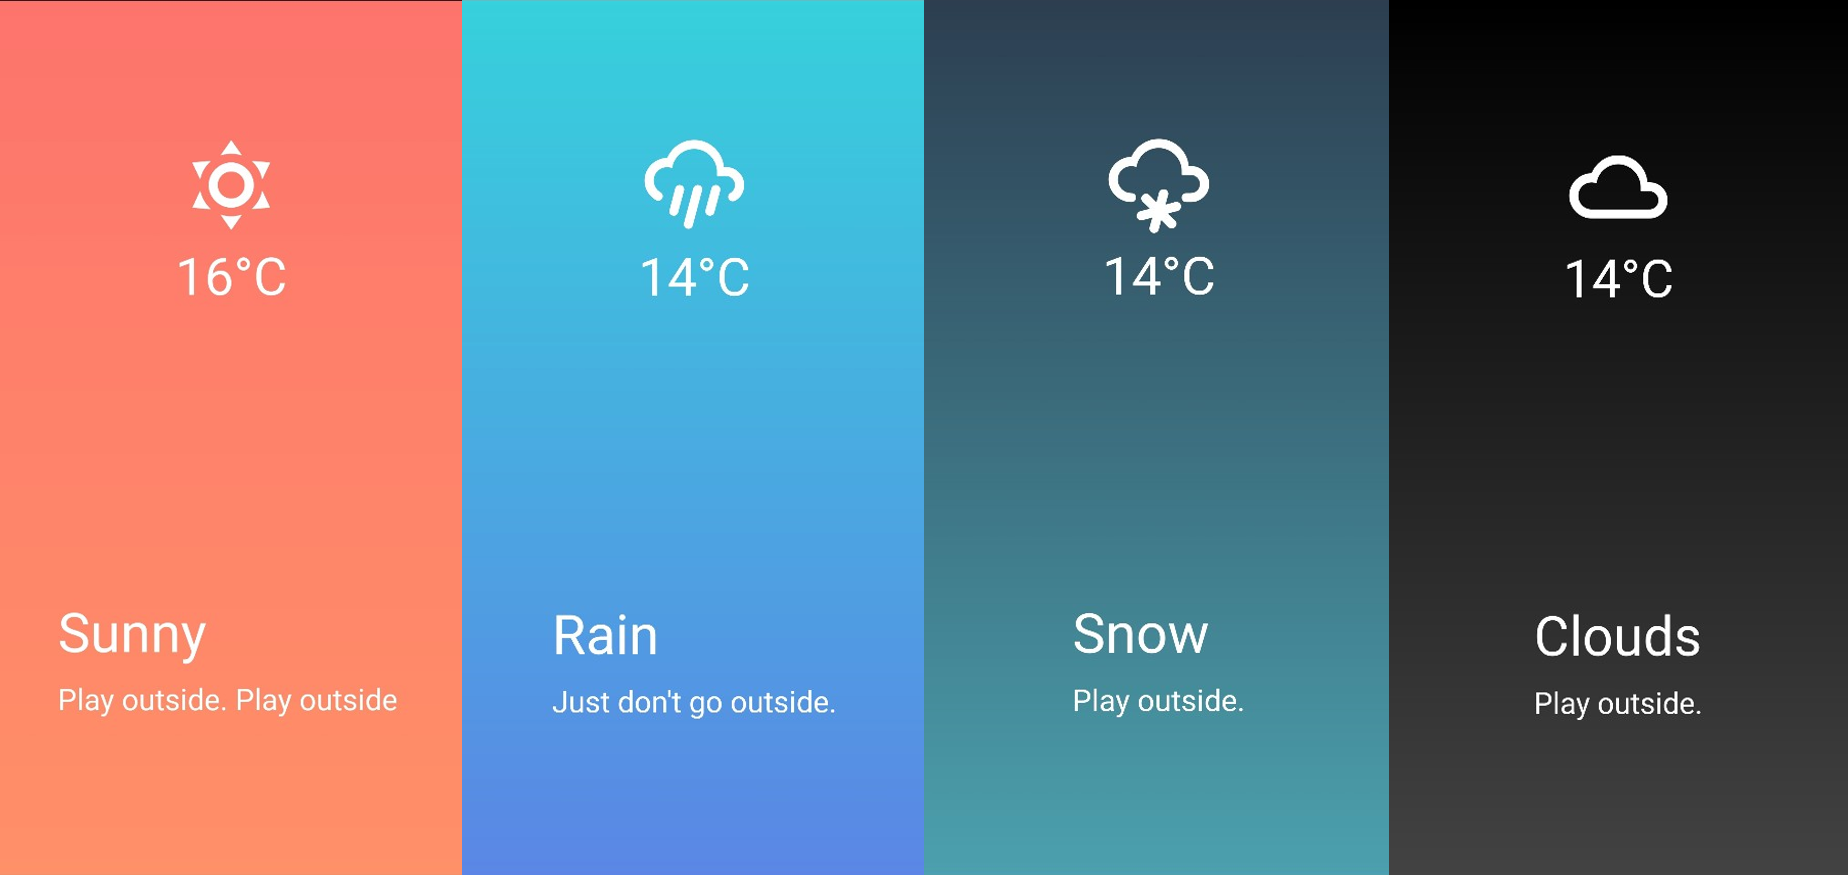 16°C
Sunny
Play outside. Play outside
14°C
Rain
Just don't go outside.
14°C
Snow
Play outside.
14°C
Clouds
Play outside.